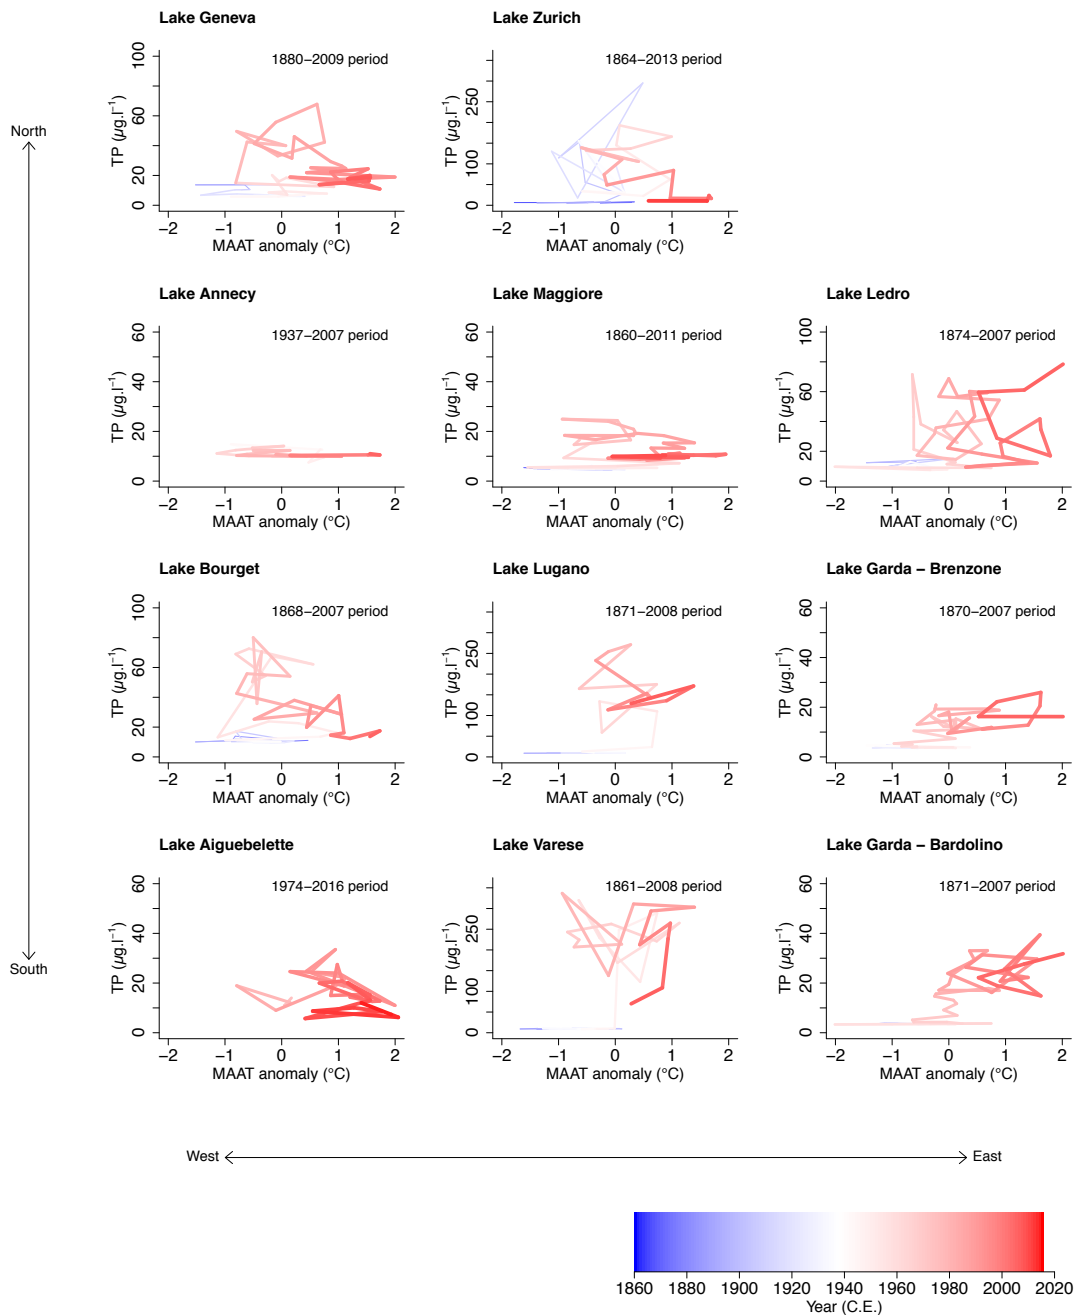 Lake Geneva
Lake Zurich
1880−2009 period
1864−2013 period
TP (µg.l⁻¹)
0 20 60 100
TP (µg.l⁻¹)
0 100 250
−2 −1 0 1 2
MAAT anomaly (°C)
−2 −1 0 1 2
MAAT anomaly (°C)
North
Lake Annecy
Lake Maggiore
Lake Ledro
1937−2007 period
1860−2011 period
1874−2007 period
TP (µg.l⁻¹)
0 20 40 60
TP (µg.l⁻¹)
0 20 40 60
TP (µg.l⁻¹)
0 20 60 100
−2 −1 0 1 2
MAAT anomaly (°C)
−2 −1 0 1 2
MAAT anomaly (°C)
−2 −1 0 1 2
MAAT anomaly (°C)
Lake Bourget
Lake Lugano
Lake Garda − Brenzone
1868−2007 period
1871−2008 period
1870−2007 period
TP (µg.l⁻¹)
0 20 60 100
TP (µg.l⁻¹)
0 100 250
TP (µg.l⁻¹)
0 20 40 60
−2 −1 0 1 2
MAAT anomaly (°C)
−2 −1 0 1 2
MAAT anomaly (°C)
−2 −1 0 1 2
MAAT anomaly (°C)
Lake Aiguebelette
Lake Varese
Lake Garda − Bardolino
1974−2016 period
1861−2008 period
1871−2007 period
TP (µg.l⁻¹)
0 20 40 60
TP (µg.l⁻¹)
0 100 250
TP (µg.l⁻¹)
0 20 40 60
−2 −1 0 1 2
MAAT anomaly (°C)
−2 −1 0 1 2
MAAT anomaly (°C)
−2 −1 0 1 2
MAAT anomaly (°C)
South
West East
1860 1880 1900 1920 1940 1960 1980 2000 2020
Year (C.E.)